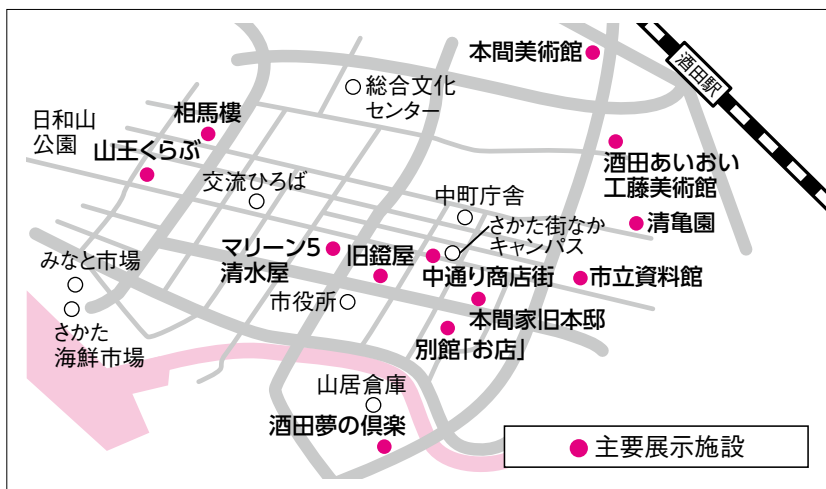 本間美術館
酒田駅
総合文化
センター
相馬樓
日和山
公園
山王くらぶ
酒田あいおい
工藤美術館
交流ひろば
中町庁舎
清亀園
さかた街なか
キャンパス
マリーン5
清水屋
旧鐙屋
みなと市場
中通り商店街
市立資料館
市役所
さかた
海鮮市場
本間家旧本邸
別館「お店」
山居倉庫
酒田夢の倶楽
主要展示施設